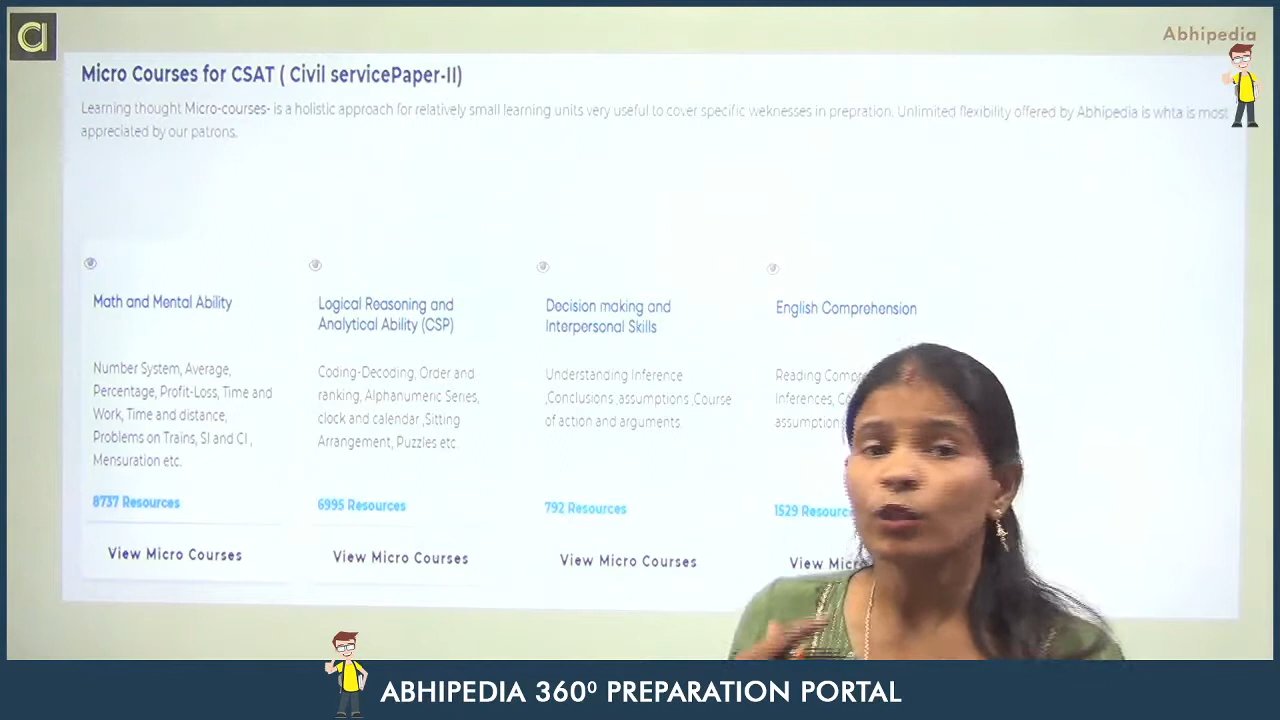 Abhipedia
Micro Courses for CSAT ( Civil servicePaper-II)
Learning thought Micro-courses- is a holistic approach for relatively small learning units very useful to cover specific weknesses in prepration. Unlimited flexibility offered by Abhipedia is whta is most
appreciated by our patrons.
Math and Mental Ability
Number System, Average,
Percentage, Profit-Loss, Time and
Work, Time and distance,
Problems on Trains, SI and CI ,
Mensuration etc.
8737 Resources
View Micro Courses
Logical Reasoning and
Analytical Ability (CSP)
Coding-Decoding, Order and
ranking, Alphanumeric Series,
clock and calendar ,Sitting
Arrangement, Puzzles etc.
6995 Resources
View Micro Courses
Decision making and
Interpersonal Skills
Understanding Inference
,Conclusions ,assumptions ,Course
of action and arguments.
792 Resources
View Micro Courses
English Comprehension
Reading
Inferences,
1529
View
ABHIPEDIA 360⁰ PREPARATION PORTAL